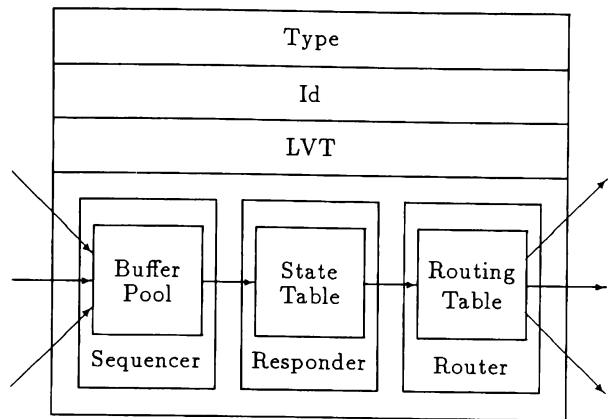 Type
Id
LVT
Buffer
Pool
State
Table
Routing
Table
Sequencer
Responder
Router